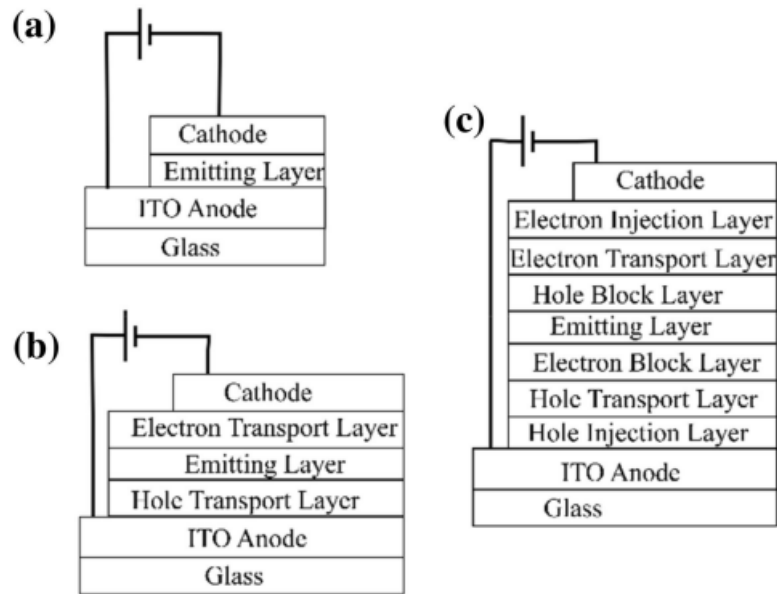 (a)
Cathode
Emitting Layer
ITO Anode
Glass
(b)
Cathode
Electron Transport Layer
Emitting Layer
Hole Transport Layer
ITO Anode
Glass
(c)
Cathode
Electron Injection Layer
Electron Transport Layer
Hole Block Layer
Emitting Layer
Electron Block Layer
Hole Transport Layer
Hole Injection Layer
ITO Anode
Glass